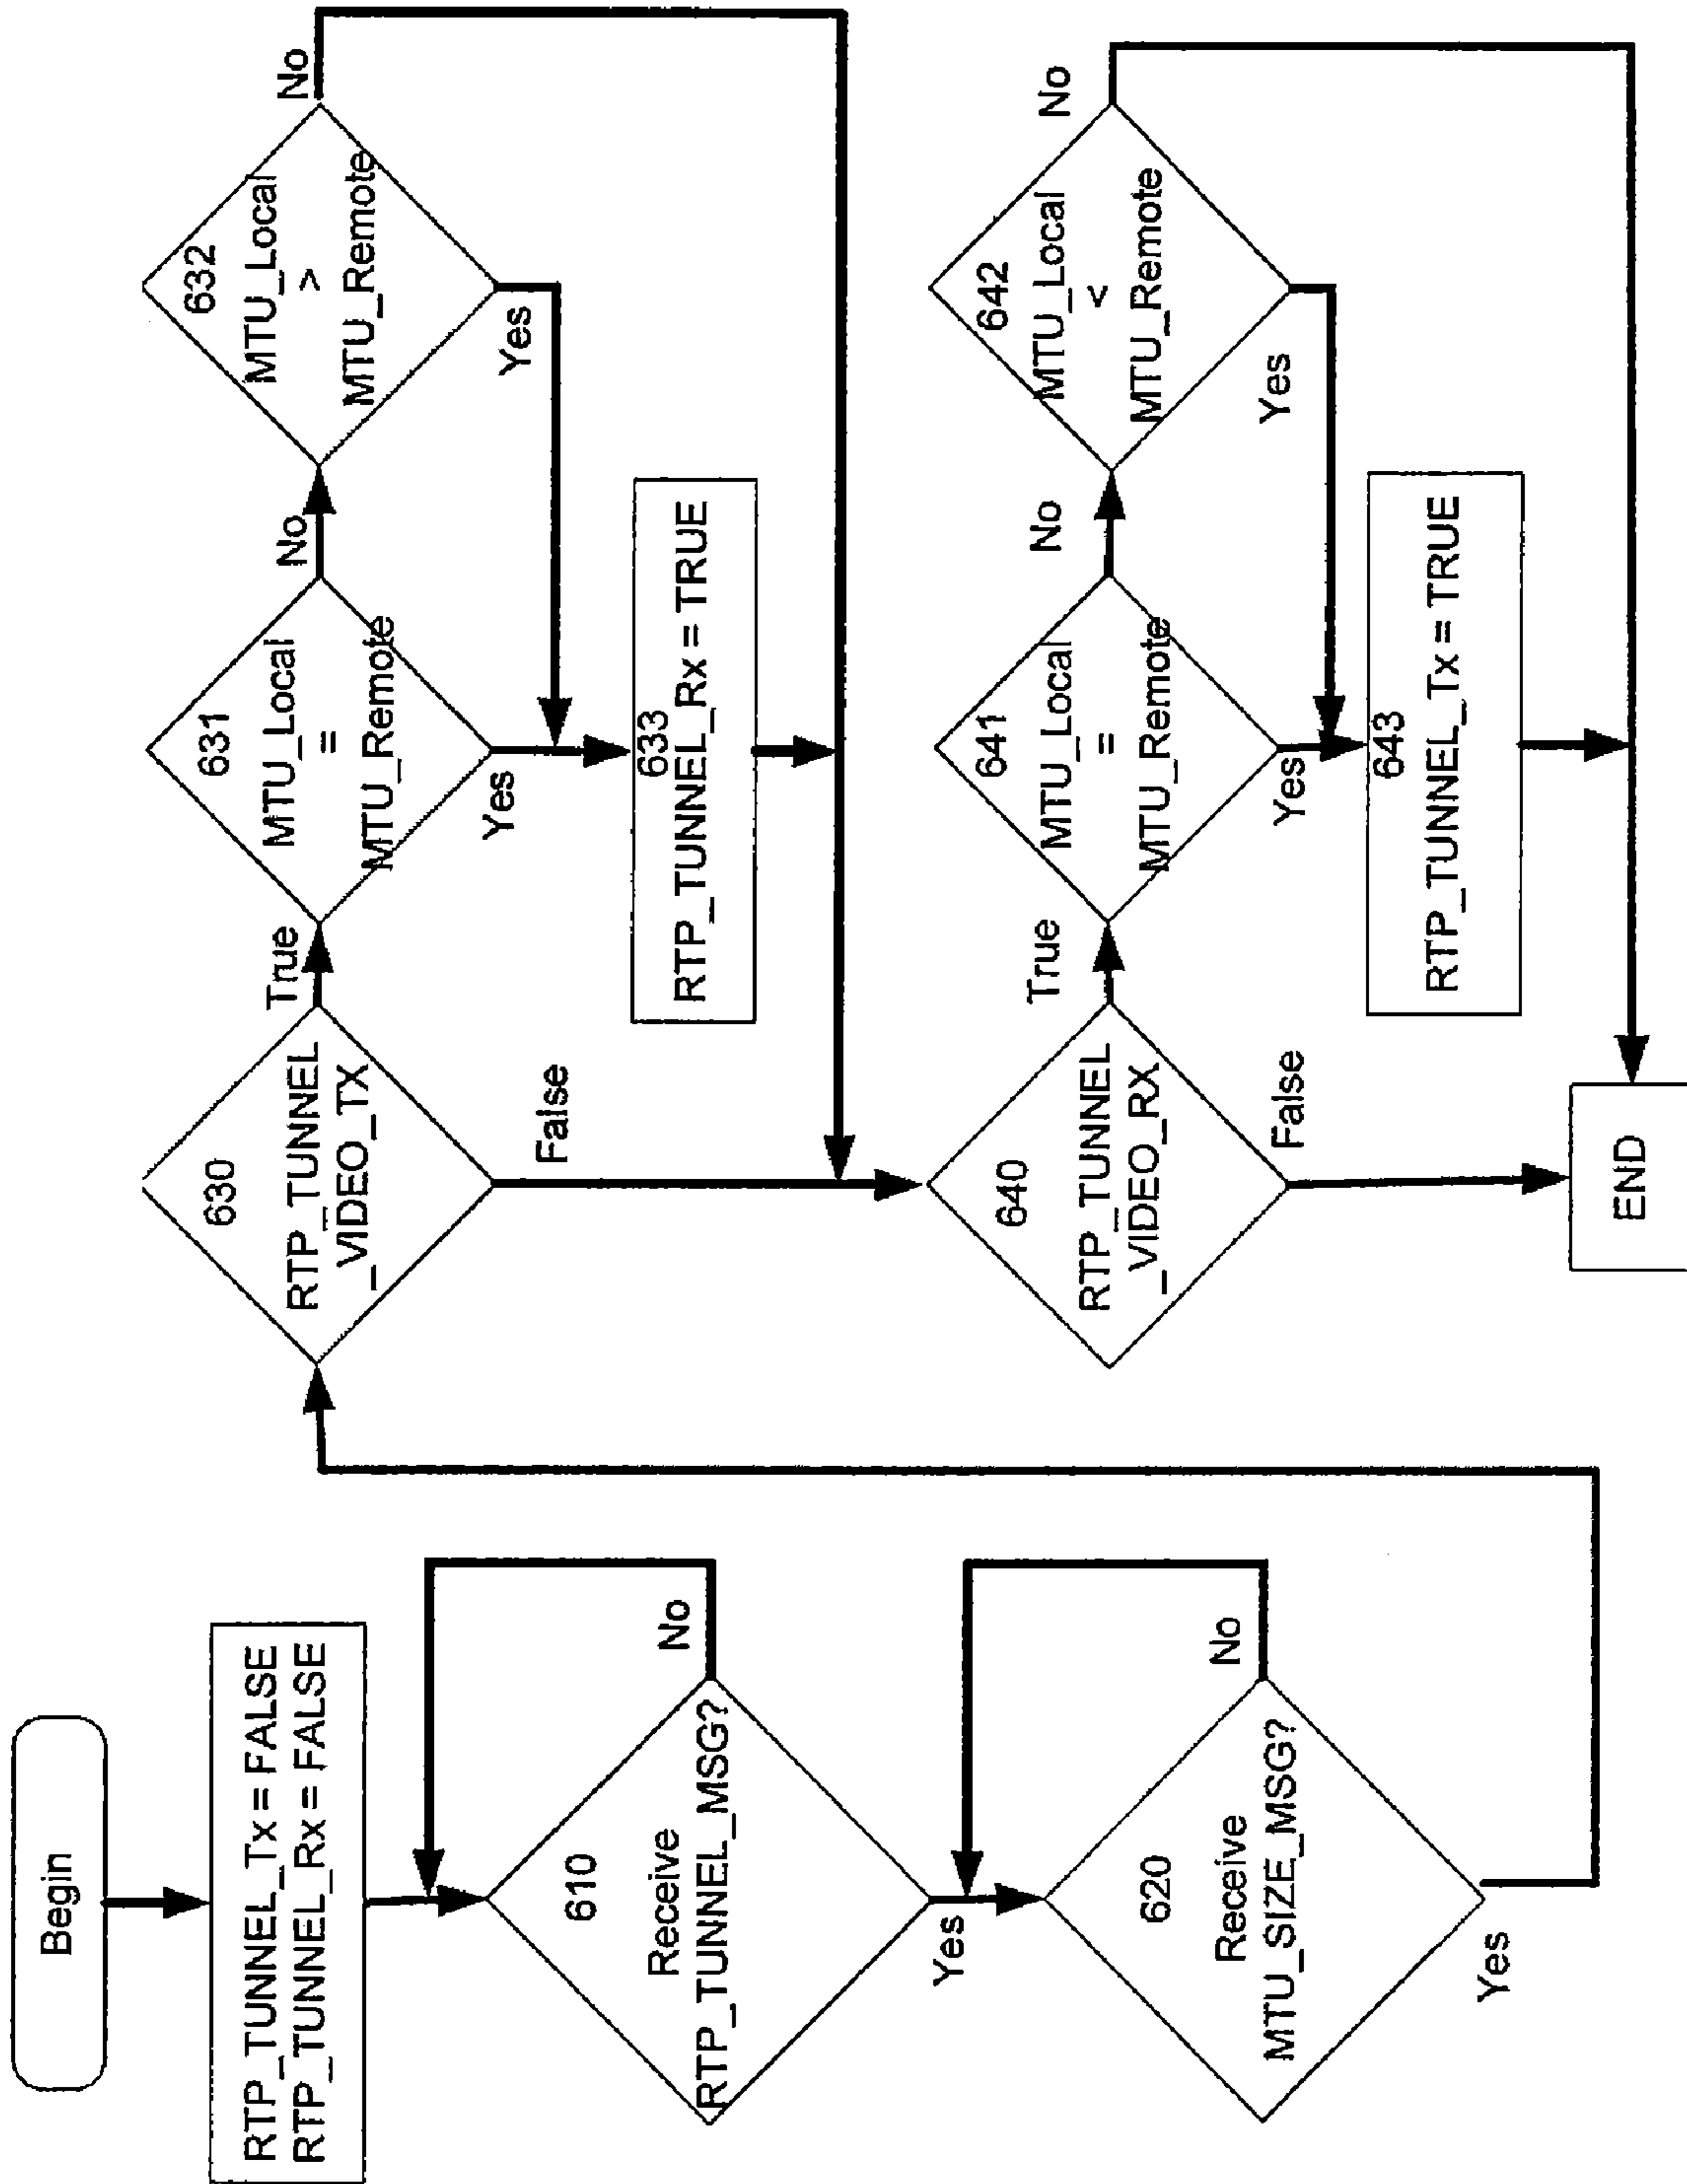 Begin
RTP_TUNNEL_Tx = FALSE
RTP_TUNNEL_Rx = FALSE
610
Receive
RTP_TUNNEL_MSG?
No
Yes
620
Receive
MTU_SIZE_MSG?
No
Yes
630
RTP_TUNNEL
_VIDEO_TX
True
False
631
MTU_Local
=
MTU_Remote
No
Yes
632
MTU_Local
>
MTU_Remote
No
Yes
633
RTP_TUNNEL_Rx = TRUE
640
RTP_TUNNEL
_VIDEO_RX
True
False
641
MTU_Local
=
MTU_Remote
No
Yes
642
MTU_Local
<
MTU_Remote
No
Yes
643
RTP_TUNNEL_Tx = TRUE
END